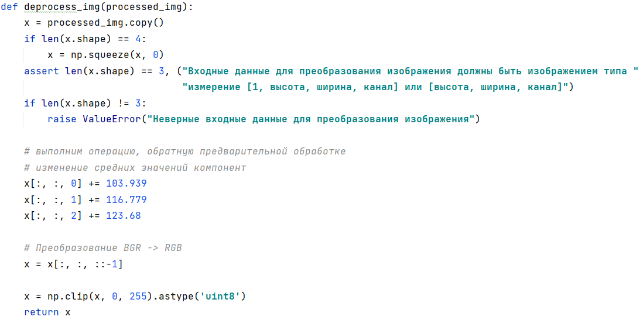 def deprocess_img(processed_img):
    x = processed_img.copy()
    if len(x.shape) == 4:
        x = np.squeeze(x, 0)
    assert len(x.shape) == 3, ("Входные данные для преобразования изображения должны быть изображением типа "
                               "измерение [1, высота, ширина, канал] или [высота, ширина, канал]")
    if len(x.shape) != 3:
        raise ValueError("Неверные входные данные для преобразования изображения")

    # выполним операцию, обратную предварительной обработке
    # изменение средних значений компонент
    x[:, :, 0] += 103.939
    x[:, :, 1] += 116.779
    x[:, :, 2] += 123.68

    # Преобразование BGR -> RGB
    x = x[:, :, ::-1]

    x = np.clip(x, 0, 255).astype('uint8')
    return x